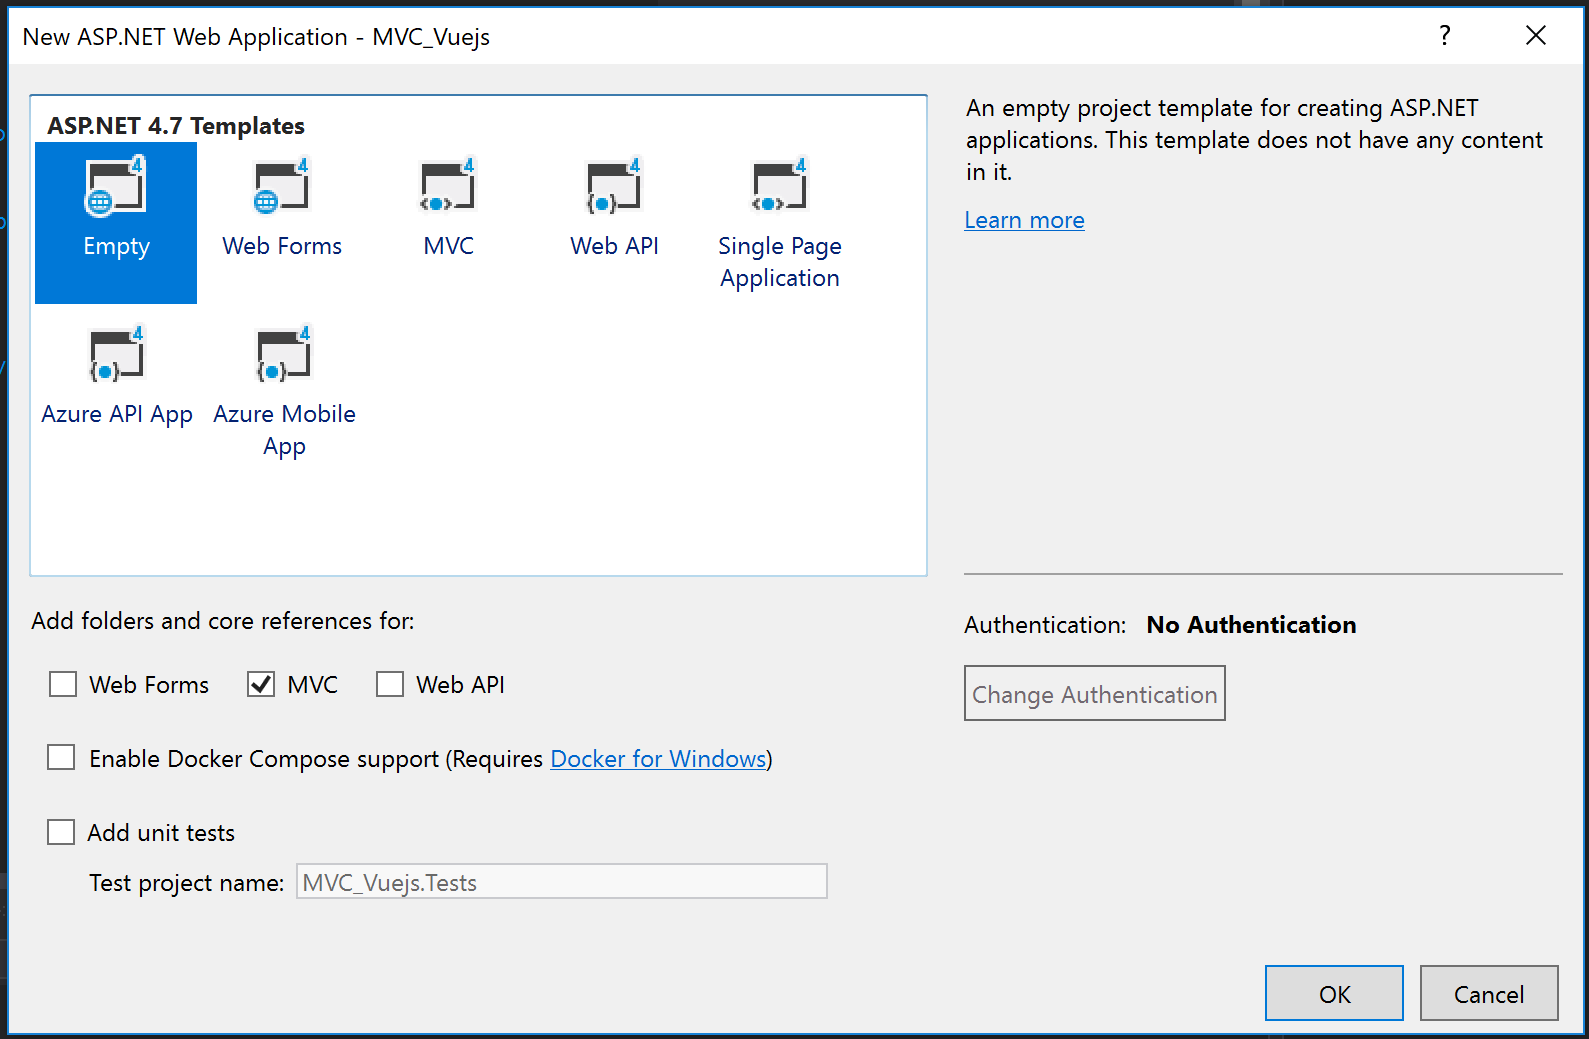 New ASP.NET Web Application - MVC_Vuejs
?
ASP.NET 4.7 Templates
4 4 4 4 4
Empty Web Forms MVC Web API Single Page
Application
4 4
Azure API App Azure Mobile
App
An empty project template for creating ASP.NET
applications. This template does not have any content
in it.
Learn more
Add folders and core references for:
Web Forms MVC Web API
Enable Docker Compose support (Requires Docker for Windows)
Add unit tests
Test project name: MVC_Vuejs.Tests
Authentication: No Authentication
Change Authentication
OK Cancel